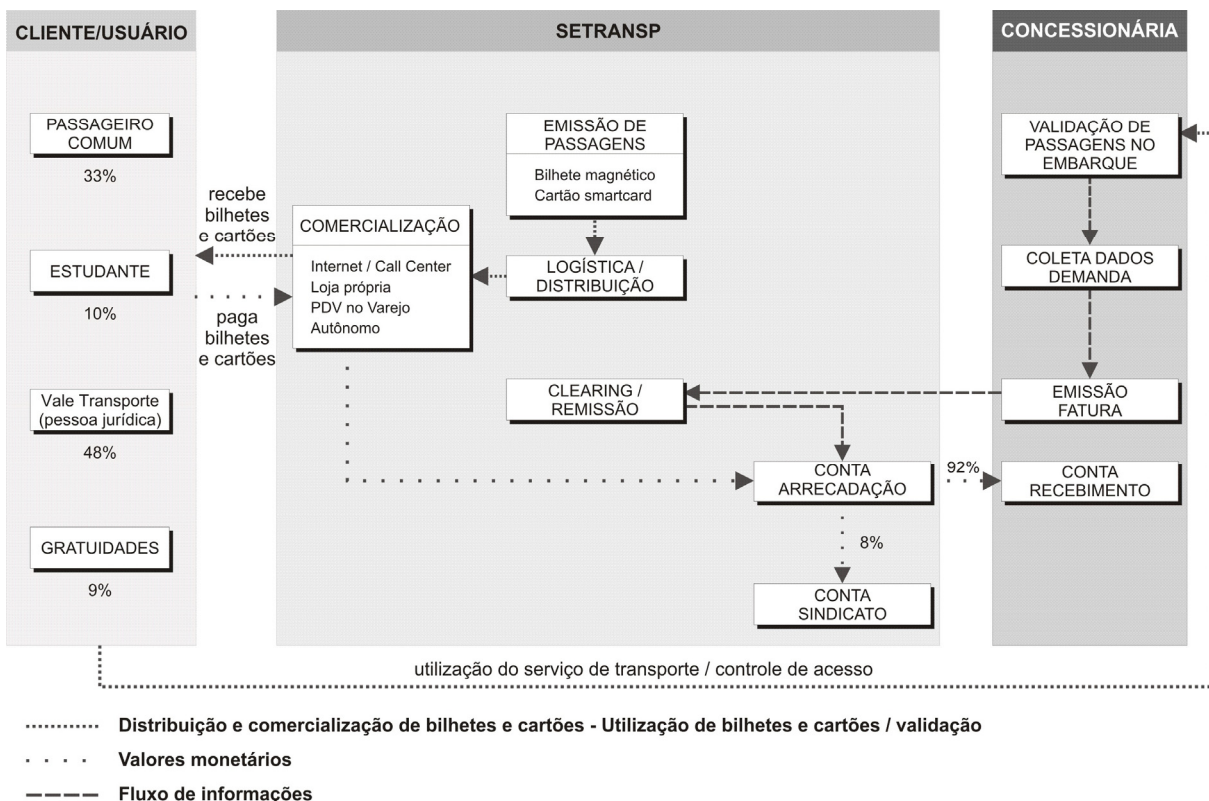 CLIENTE/USUÁRIO
PASSAGEIRO
COMUM
33%
ESTUDANTE
10%
Vale Transporte
(pessoa jurídica)
48%
GRATUIDADES
9%
recebe
bilhetes
e cartões
paga
bilhetes
e cartões
SETRANSP
EMISSÃO DE
PASSAGENS
Bilhete magnético
Cartão smartcard
COMERCIALIZAÇÃO
Internet / Call Center
Loja própria
PDV no Varejo
Autônomo
LOGÍSTICA /
DISTRIBUIÇÃO
CLEARING /
REMISSÃO
CONTA
ARRECADAÇÃO
92%
8%
CONTA
SINDICATO
CONCESSIONÁRIA
VALIDAÇÃO DE
PASSAGENS NO
EMBARQUE
COLETA DADOS
DEMANDA
EMISSÃO
FATURA
CONTA
RECEBIMENTO
utilização do serviço de transporte / controle de acesso
Distribuição e comercialização de bilhetes e cartões - Utilização de bilhetes e cartões / validação
Valores monetários
Fluxo de informações